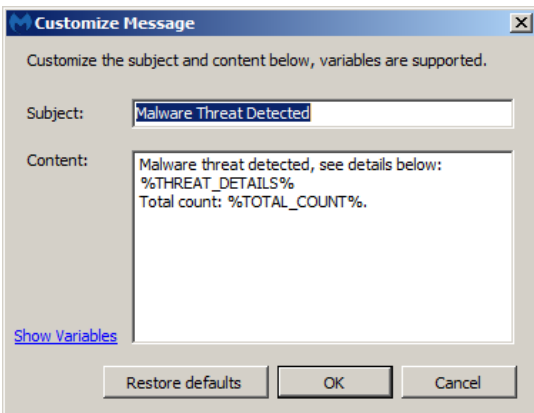 Customize Message
Customize the subject and content below, variables are supported.
Subject: Malware Threat Detected
Content: Malware threat detected, see details below:
%THREAT_DETAILS%
Total count: %TOTAL_COUNT%.
Show Variables
Restore defaults OK Cancel